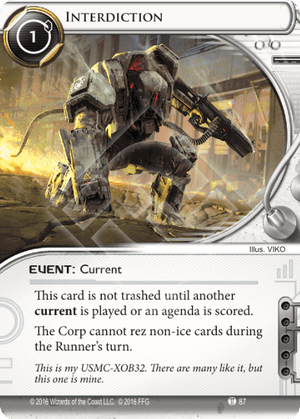 INTERDICTION
1
Illus. VIKO
EVENT: Current
This card is not trashed until another
current is played or an agenda is scored.
The Corp cannot rez non-ice cards during
the Runner's turn.
This is my USMC-XOB32. There are many like it, but
this one is mine.
© 2016 Wizards of the Coast LLC. © 2016 FFG
87